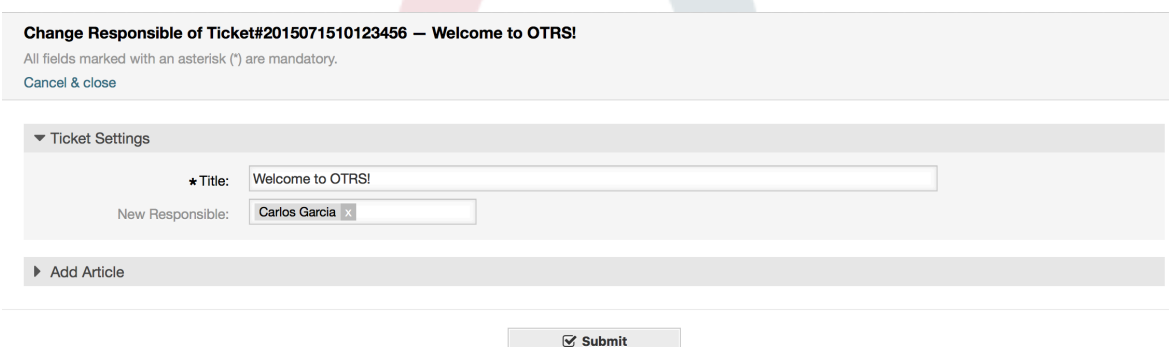 Change Responsible of Ticket#2015071510123456 — Welcome to OTRS!
All fields marked with an asterisk (*) are mandatory.
Cancel & close
Ticket Settings
* Title: Welcome to OTRS!
New Responsible: Carlos Garcia x
Add Article
Submit